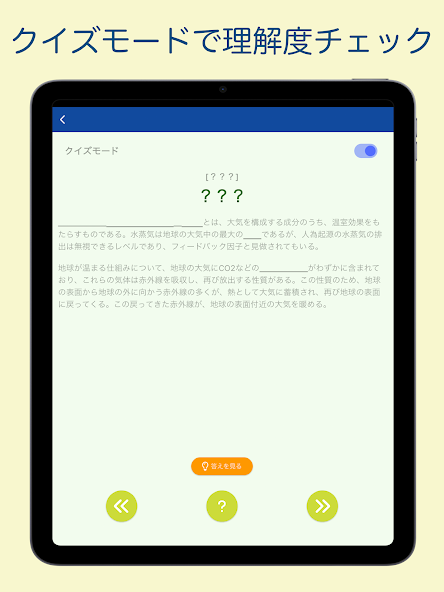 クイズモードで理解度チェック
クイズモード
[？？？]
？？？
____________________とは、大気を構成する成分のうち、温室効果をも
たらすものである。水蒸気は地球の大気中の最大の____であるが、人為起源の水蒸気の排
出は無視できるレベルであり、フィードバック因子と見做されてもいる。
地球が温まる仕組みについて、地球の大気にCO2などの__________がわずかに含まれて
おり、これらの気体は赤外線を吸収し、再び放出する性質がある。この性質のため、地球
の表面から地球の外に向かう赤外線の多くが、熱として大気に蓄積され、再び地球の表面
に戻ってくる。この戻ってきた赤外線が、地球の表面付近の大気を暖める。
答えを見る
?